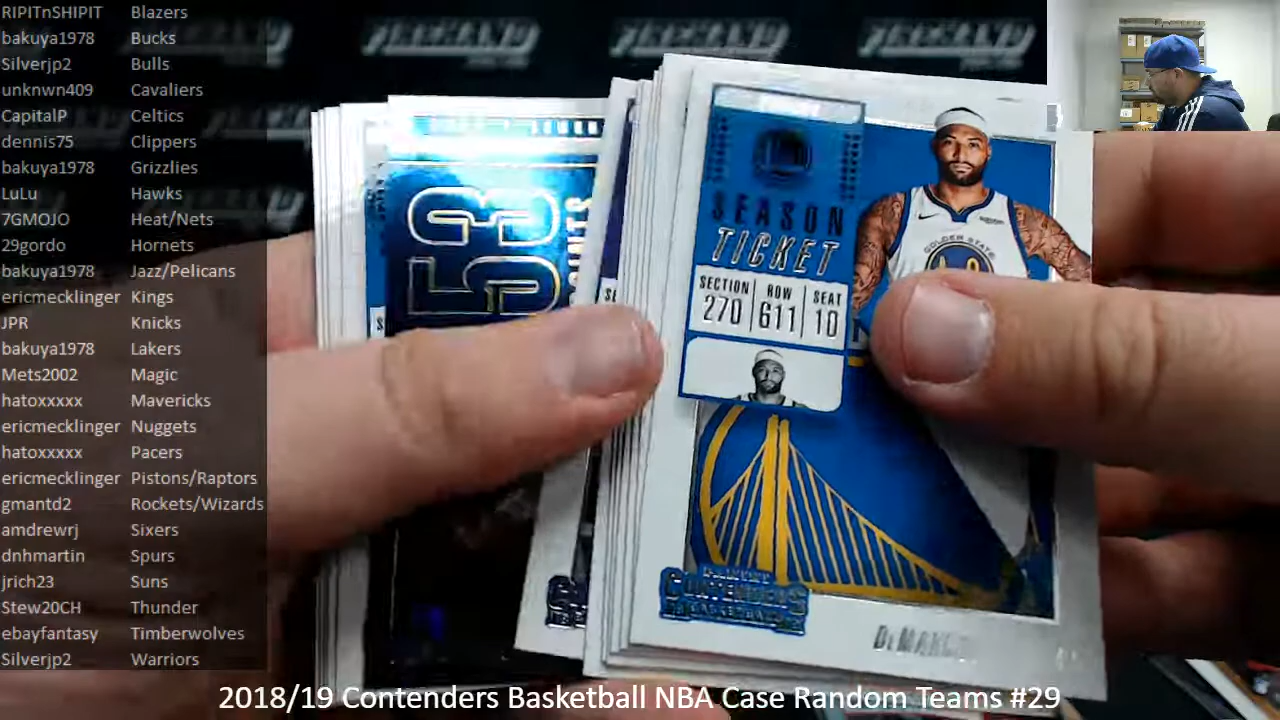 RIPITnSHIPIT Blazers
bakuya1978 Bucks
Silverjp2 Bulls
unknwn409 Cavaliers
CapitalP Celtics
dennis75 Clippers
bakuya1978 Grizzlies
LuLu Hawks
7GMOJO Heat/Nets
29gordo Hornets
bakuya1978 Jazz/Pelicans
ericmecklinger Kings
JPR Knicks
bakuya1978 Lakers
Mets2002 Magic
hatoxxxxx Mavericks
ericmecklinger Nuggets
hatoxxxxx Pacers
ericmecklinger Pistons/Raptors
gmantd2 Rockets/Wizards
amdrewrj Sixers
dnhmartin Spurs
jrich23 Suns
Stew20CH Thunder
ebayfantasy Timberwolves
Silverjp2 Warriors
53
SEASON
TICKET
SECTION ROW SEAT
270 611 10
GOLDEN STATE
CONTENDERS
2018/19 Contenders Basketball NBA Case Random Teams #29